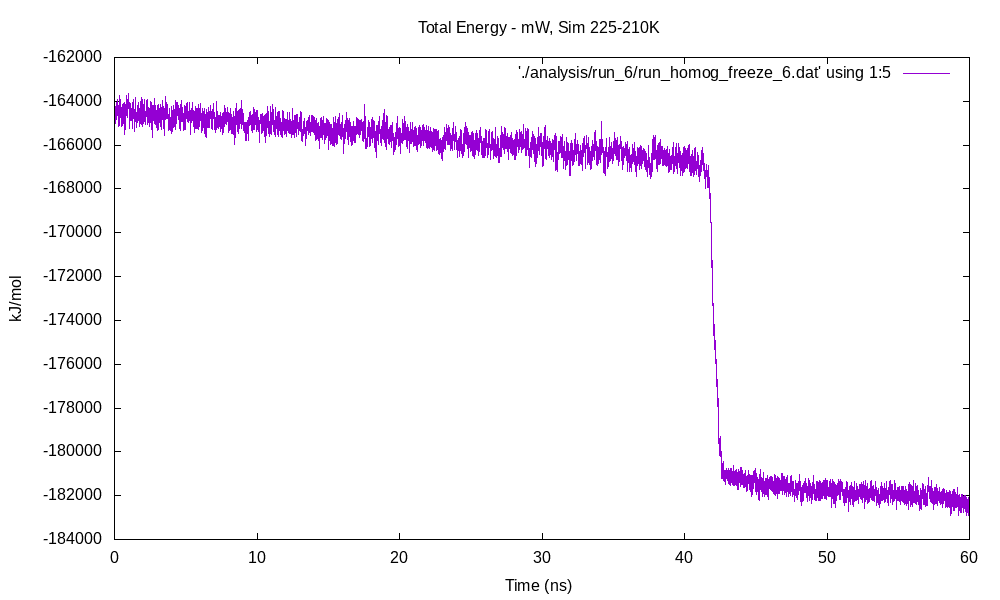 Total Energy - mW, Sim 225-210K
'./analysis/run_6/run_homog_freeze_6.dat' using 1:5
-162000
-164000
-166000
-168000
-170000
-172000
-174000
-176000
-178000
-180000
-182000
-184000
kJ/mol
0 10 20 30 40 50 60
Time (ns)